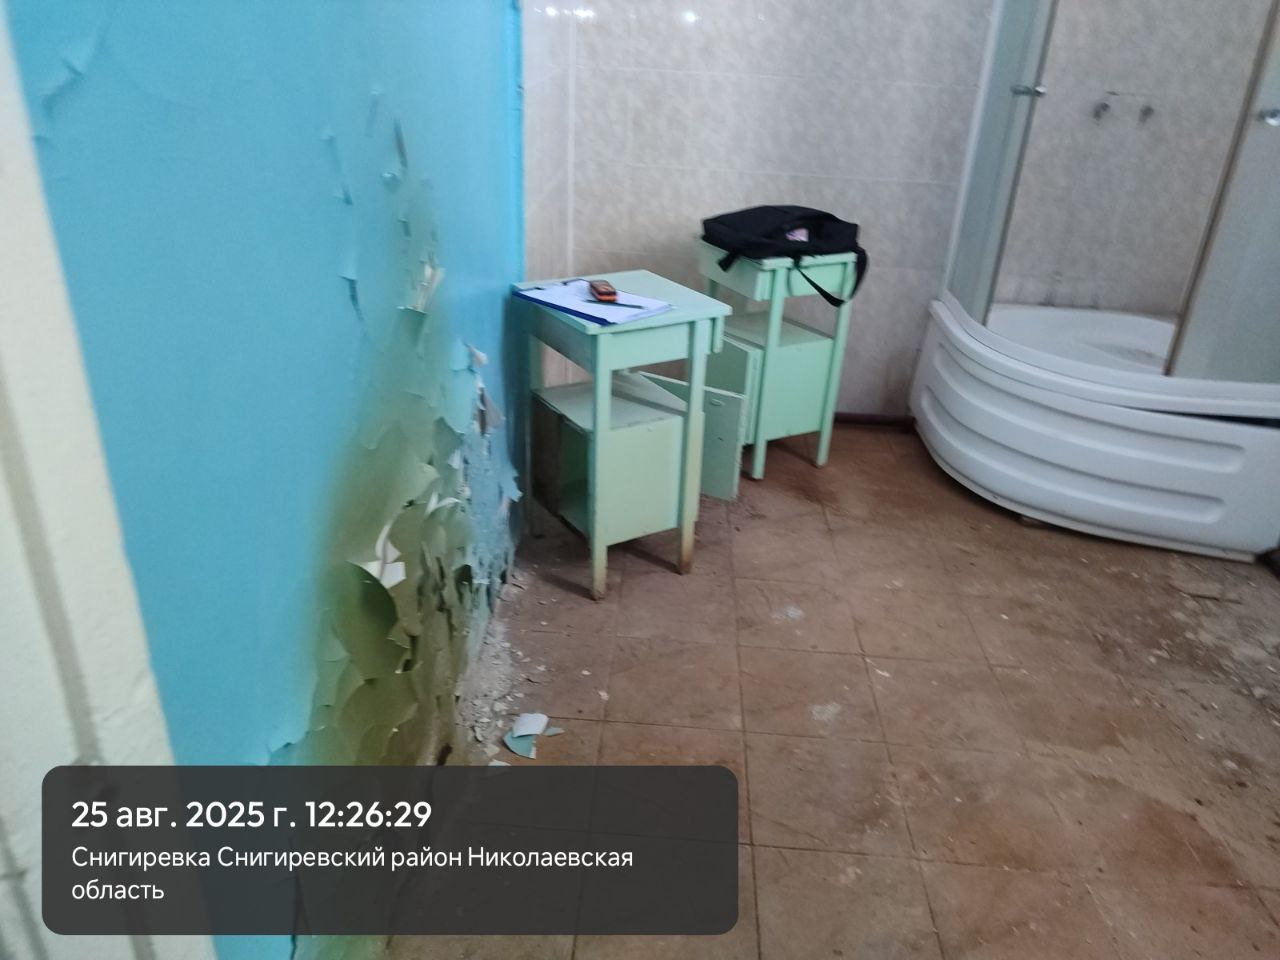 25 авг. 2025 г. 12:26:29
Снигиревка Снигиревский район Николаевская
область